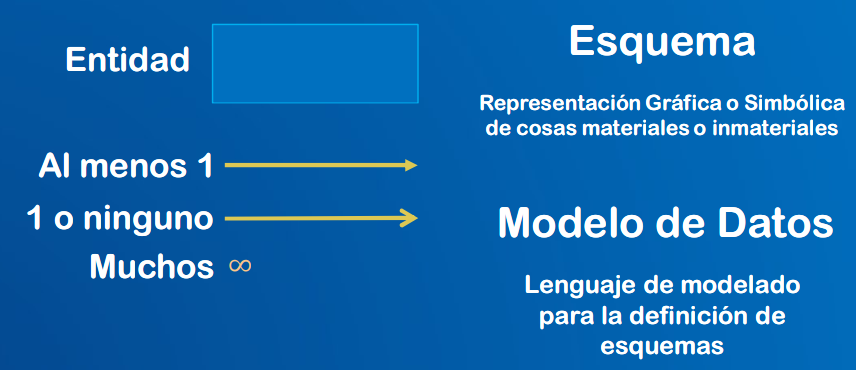 Entidad
Al menos 1
1 o ninguno
Muchos ∞
Esquema
Representación Gráfica o Simbólica
de cosas materiales o inmateriales
Modelo de Datos
Lenguaje de modelado
para la definición de
esquemas